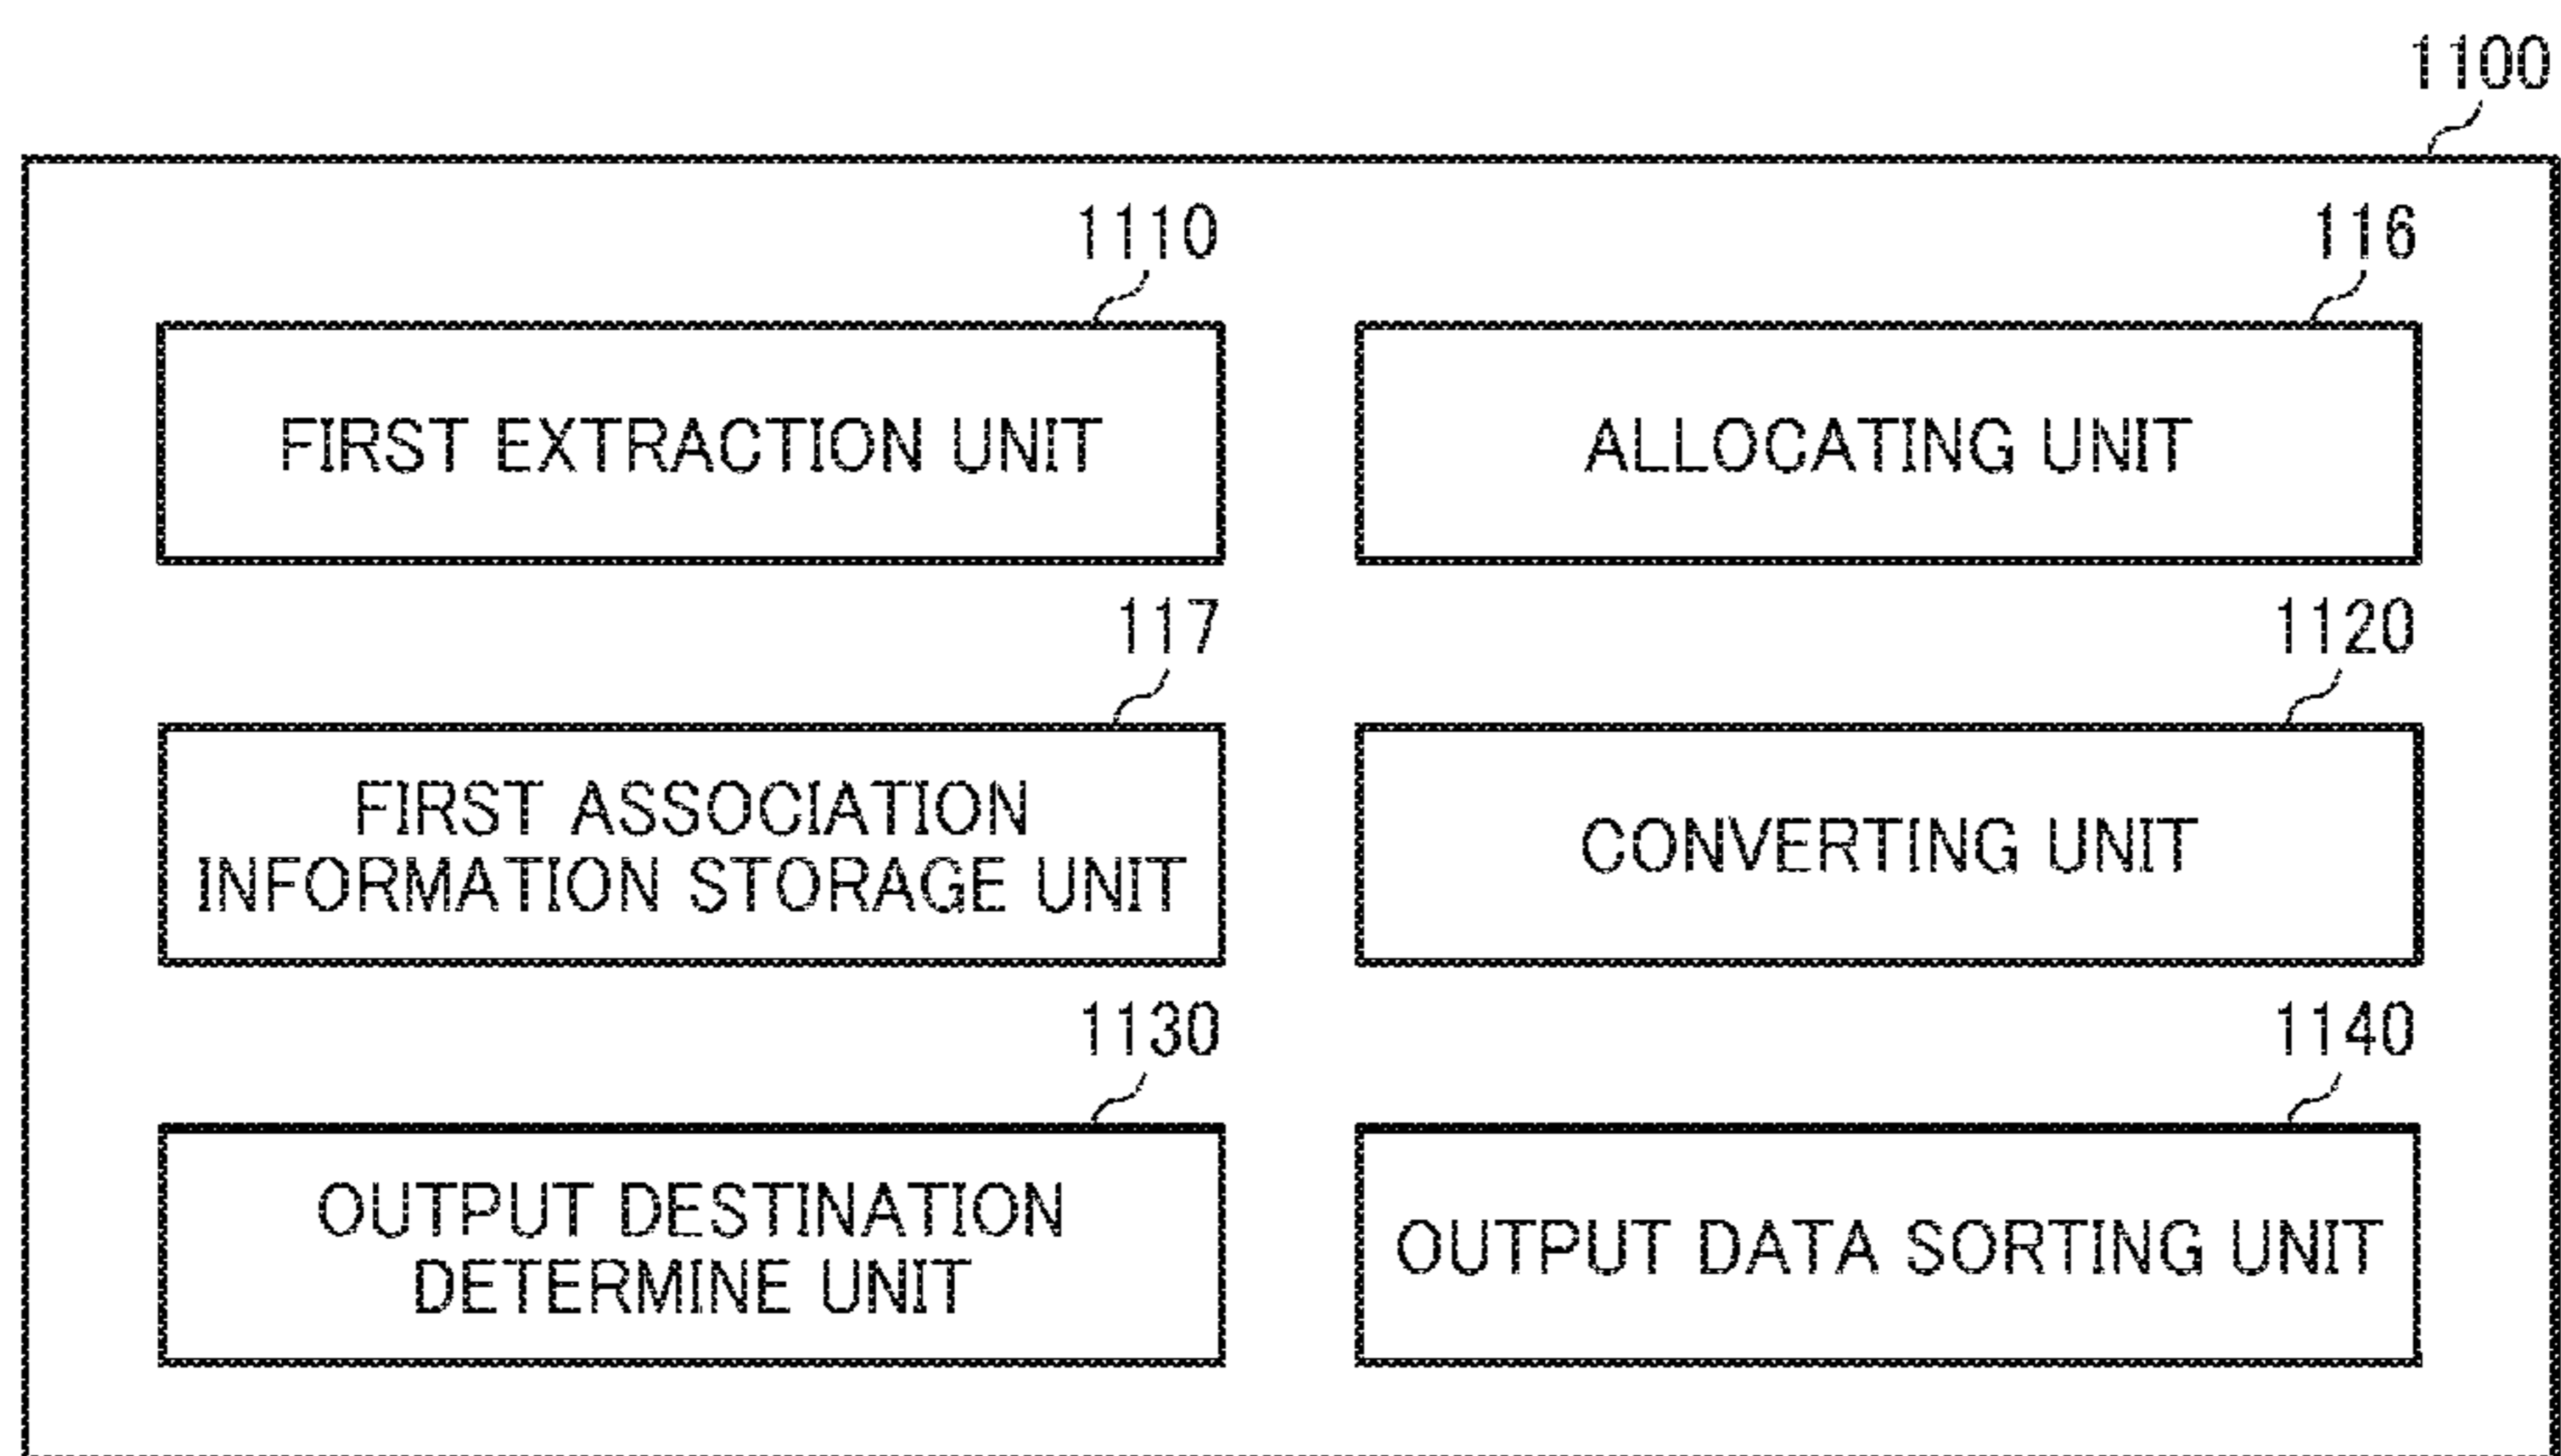 1100
1110
116
FIRST EXTRACTION UNIT
ALLOCATING UNIT
117
1120
FIRST ASSOCIATION
INFORMATION STORAGE UNIT
CONVERTING UNIT
1130
1140
OUTPUT DESTINATION
DETERMINE UNIT
OUTPUT DATA SORTING UNIT